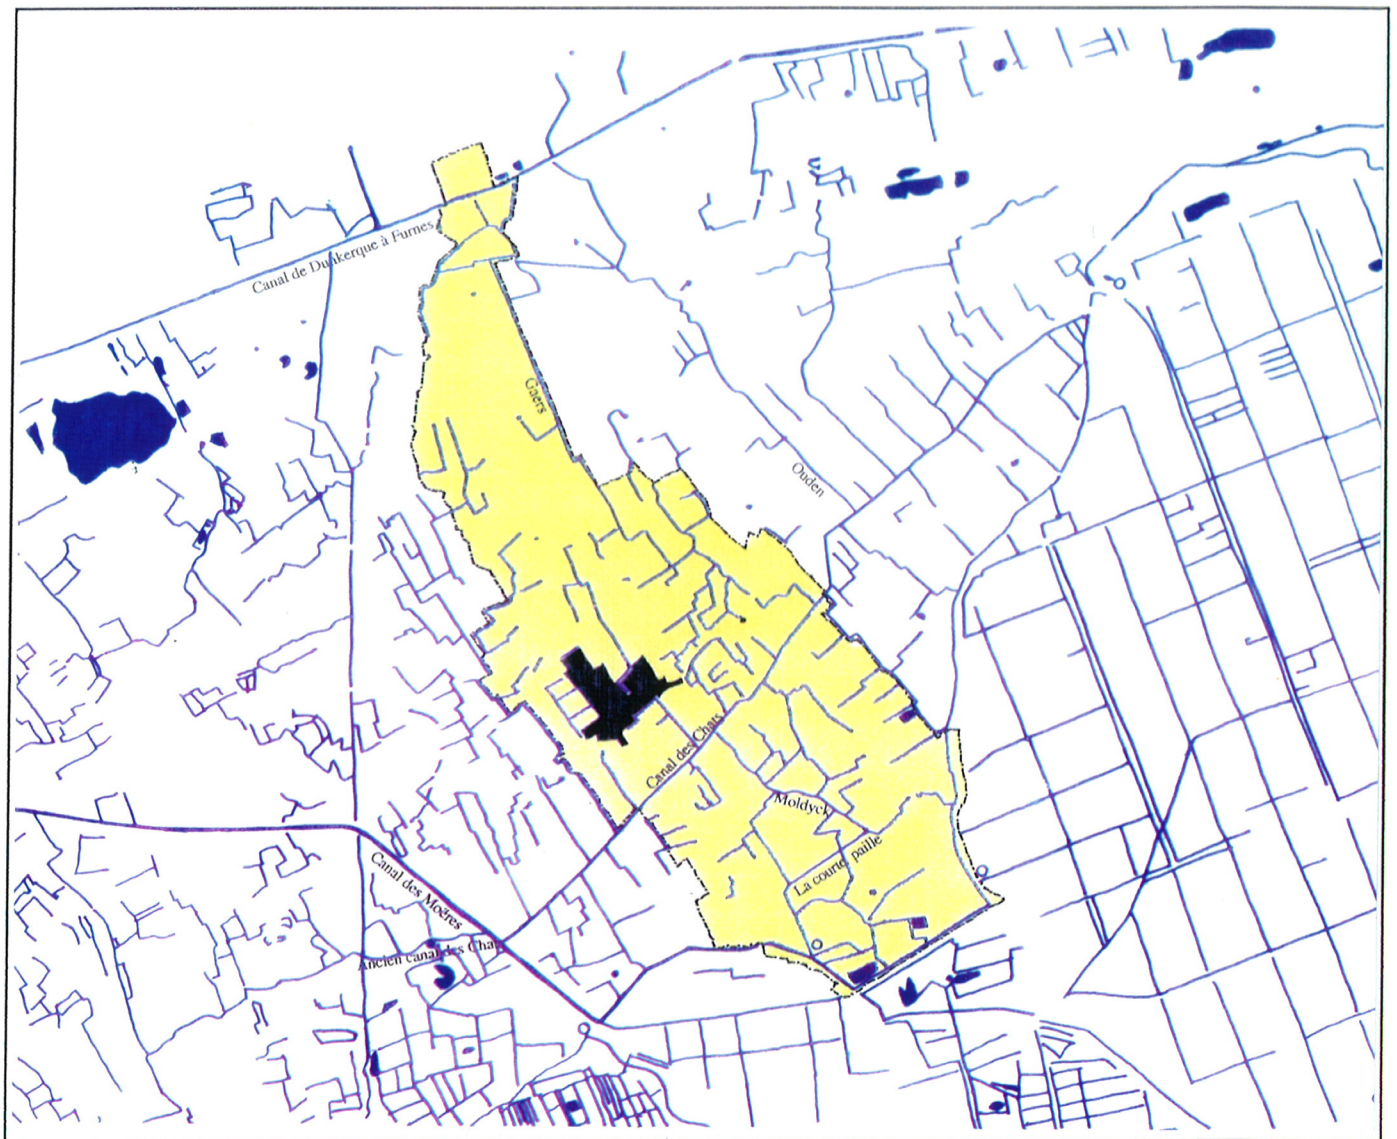 Canal de Dunkerque à Furnes
Gaers
Ouden
Canal des Chats
Moldyck
La courte paille
Canal des Moëres
Ancien canal des Chats